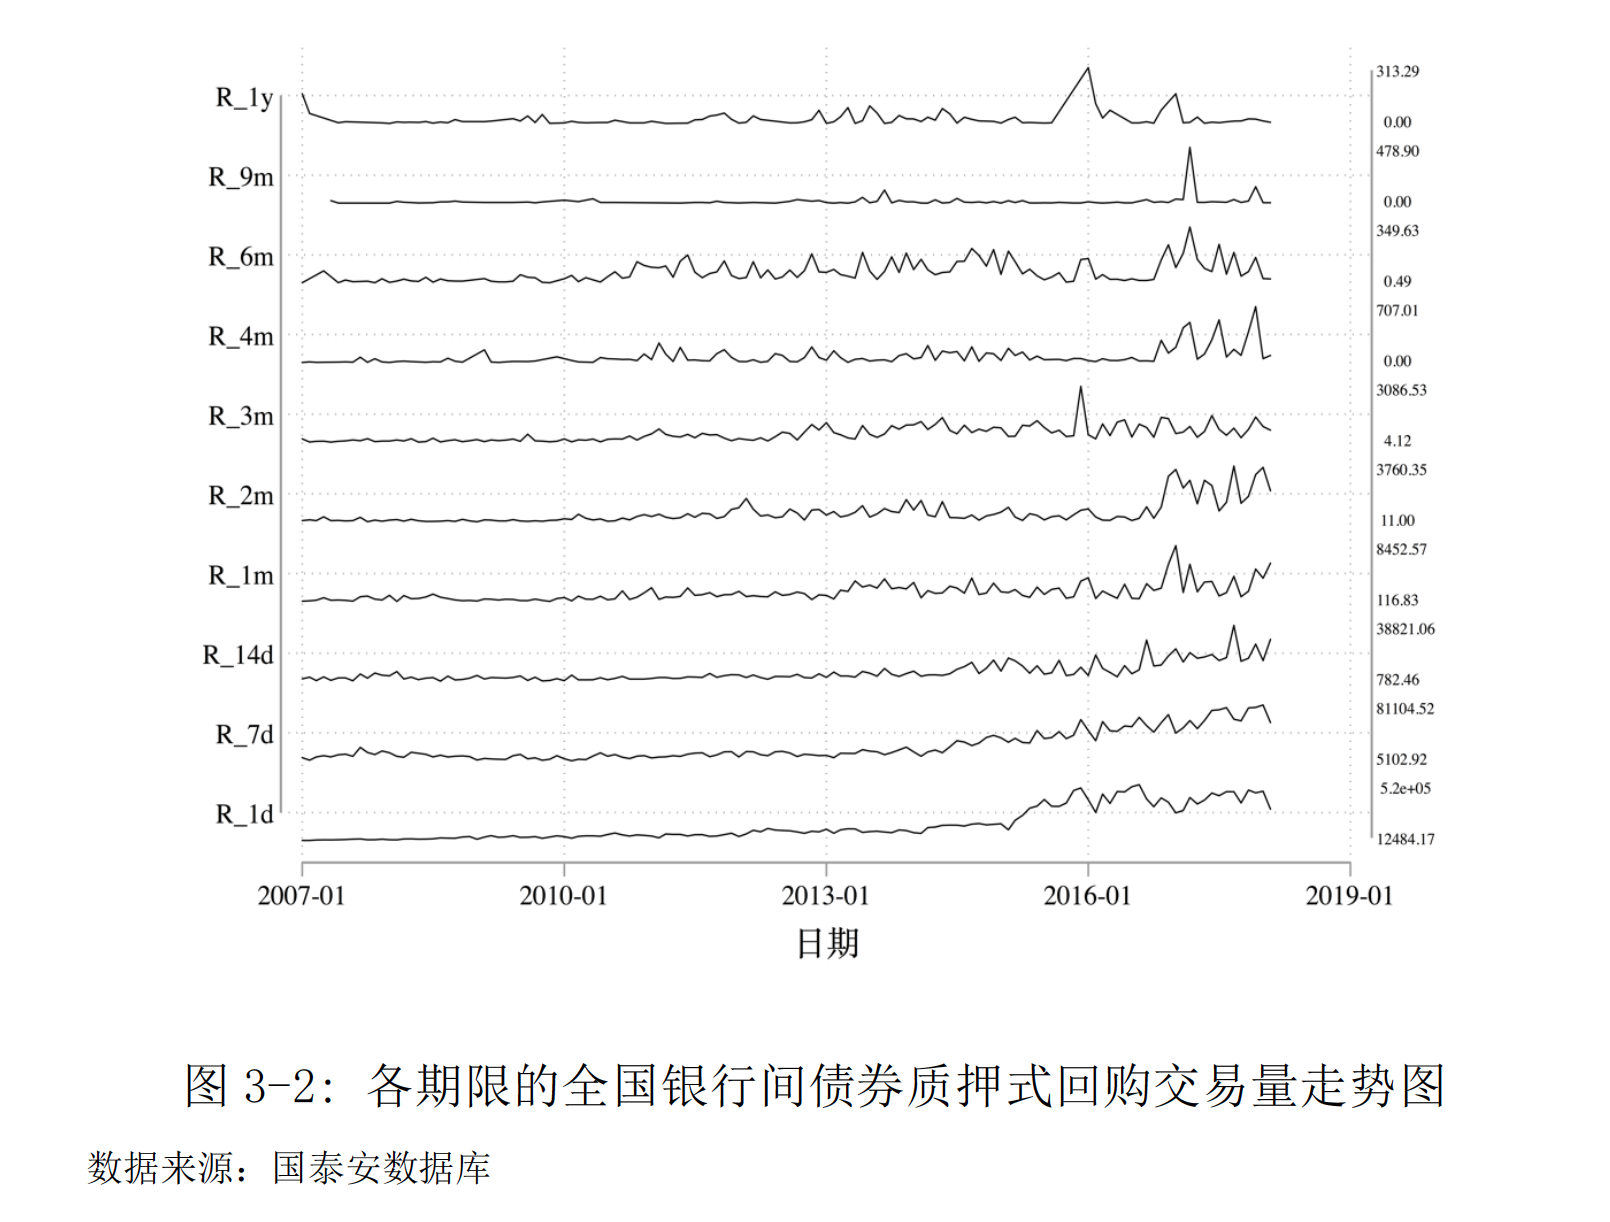 R_1y
313.29
0.00
R_9m
478.90
0.00
R_6m
349.63
0.49
R_4m
707.01
0.00
R_3m
3086.53
4.12
R_2m
3760.35
11.00
R_1m
8452.57
116.83
R_14d
38821.06
782.46
R_7d
81104.52
5102.92
R_1d
5.2e+05
12484.17
2007-01 2010-01 2013-01 2016-01 2019-01
日期
图 3-2: 各期限的全国银行间债券质押式回购交易量走势图
数据来源：国泰安数据库